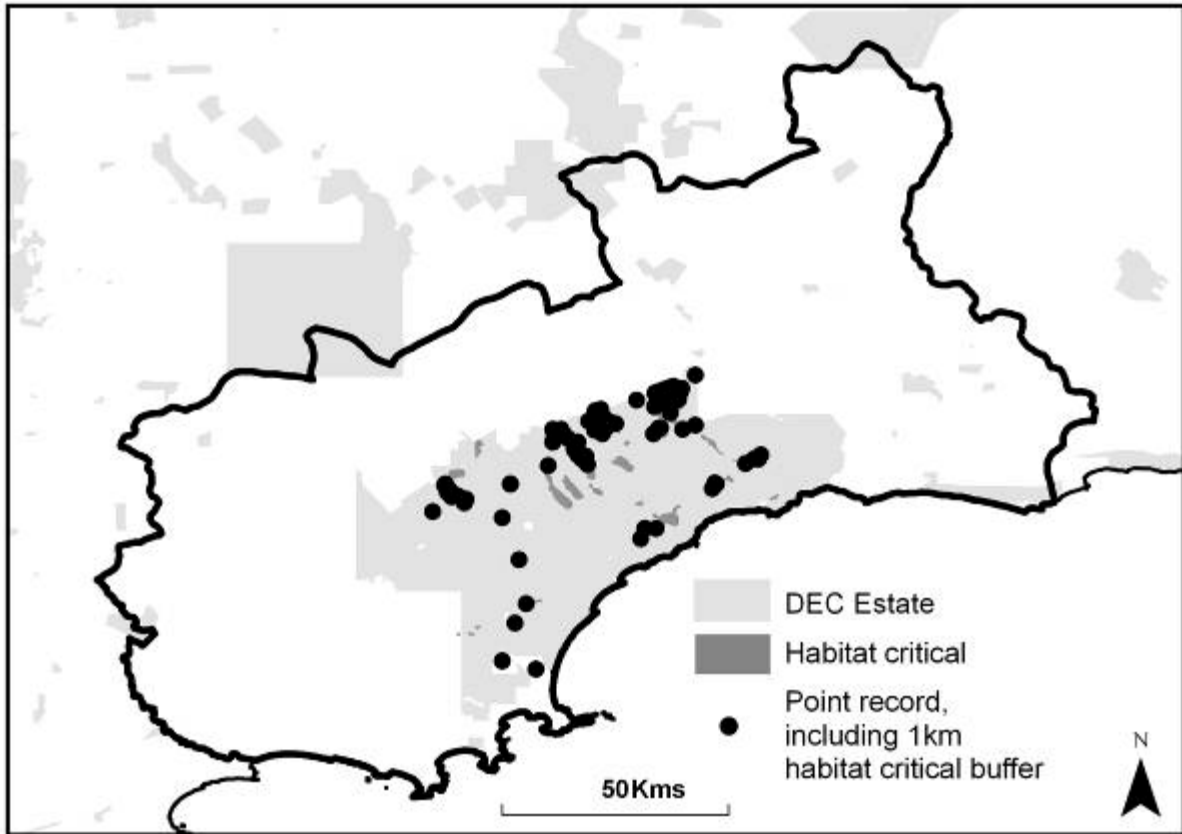 DEC Estate
Habitat critical
Point record,
including 1km
habitat critical buffer
N
50Kms